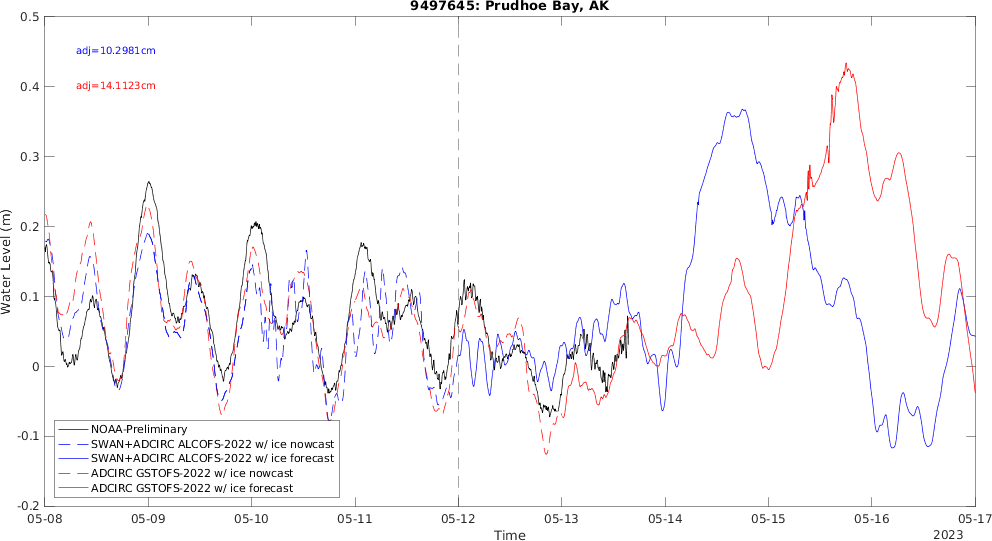 9497645: Prudhoe Bay, AK
adj=10.2981cm
adj=14.1123cm
Water Level (m)
0.5
0.4
0.3
0.2
0.1
0
-0.1
-0.2
NOAA-Preliminary
SWAN+ADCIRC ALCOFS-2022 w/ ice nowcast
SWAN+ADCIRC ALCOFS-2022 w/ ice forecast
ADCIRC GSTOFS-2022 w/ ice nowcast
ADCIRC GSTOFS-2022 w/ ice forecast
05-08 05-09 05-10 05-11 05-12 05-13 05-14 05-15 05-16 05-17
Time
2023